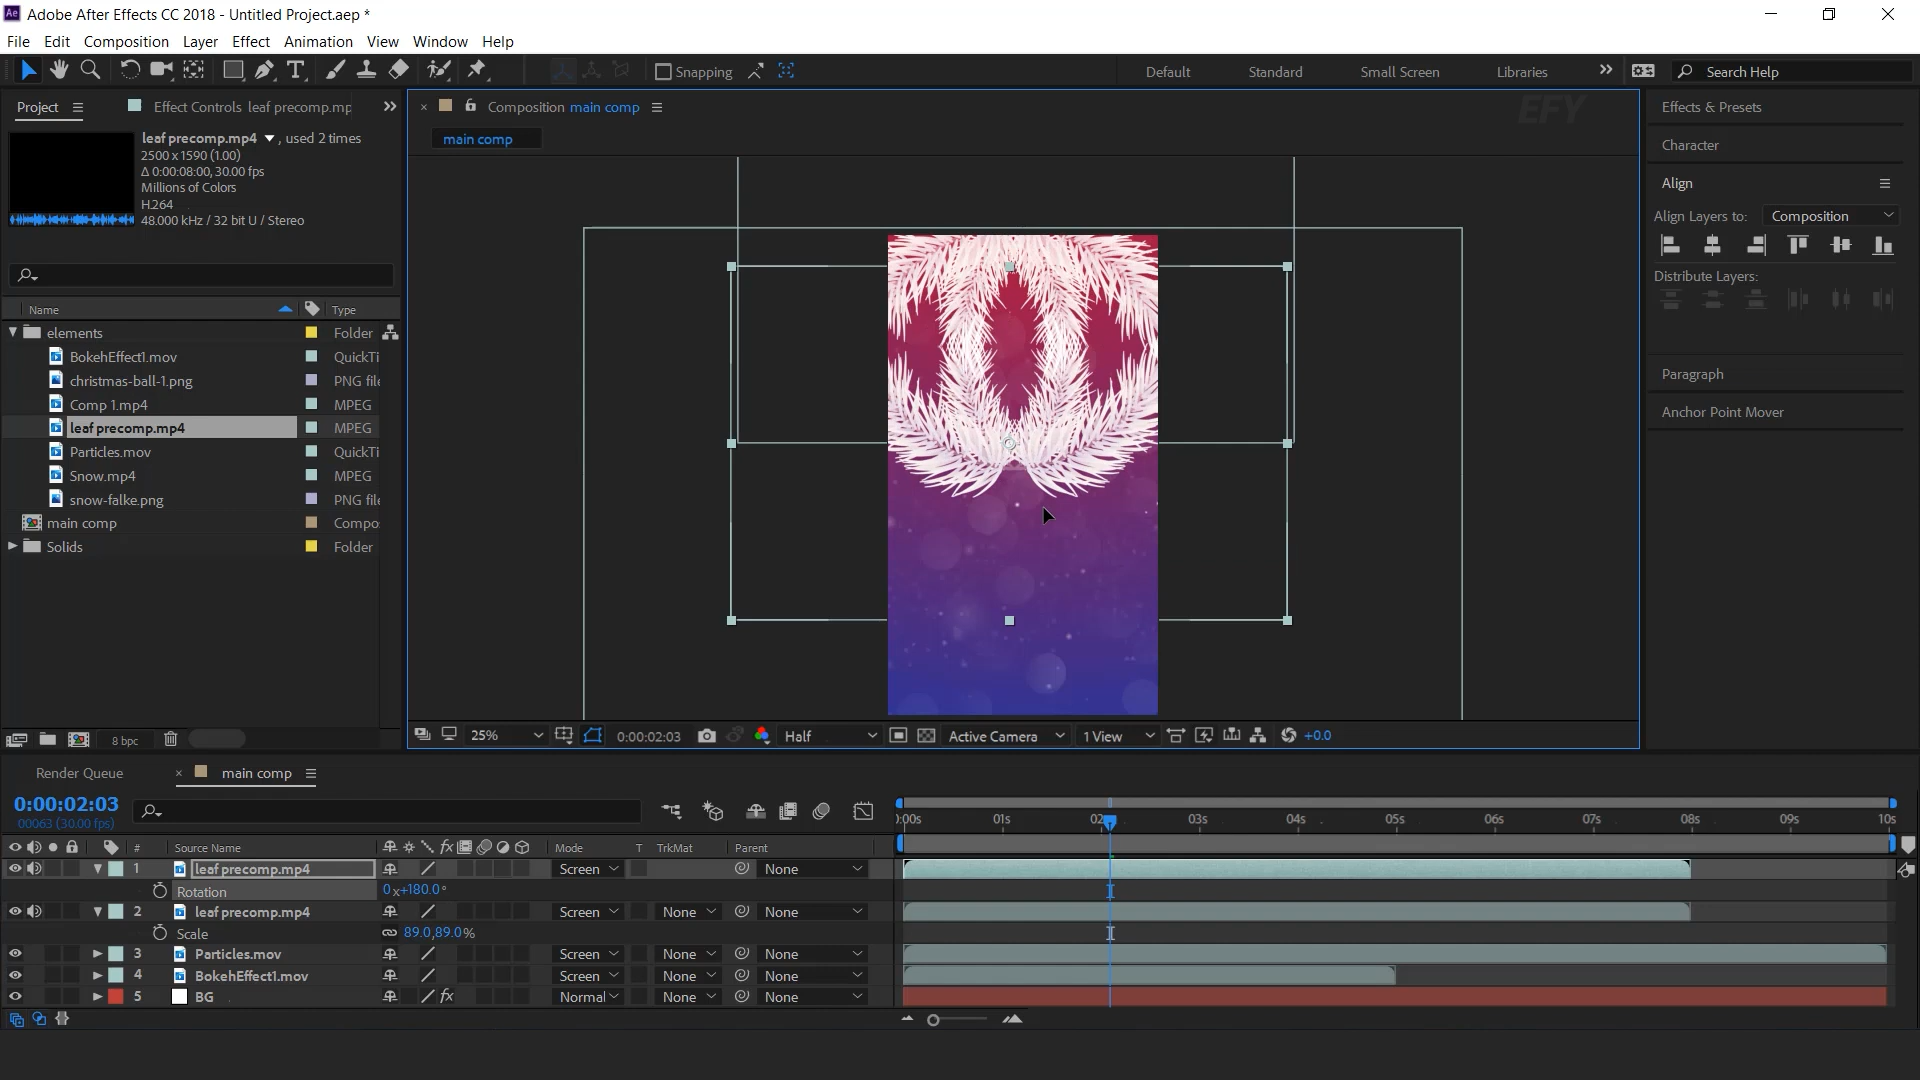 Adobe After Effects CC 2018 - Untitled Project.aep *
File Edit Composition Layer Effect Animation View Window Help
Snapping Default Standard Small Screen Libraries Search Help
Project Effect Controls leaf precomp.mp
leaf precomp.mp4 , used 2 times
2500 x 1590 (1.00)
Δ 0:00:08:00, 30.00 fps
Millions of Colors
H.264
48.000 kHz / 32 bit U / Stereo
Name Type
elements Folder
BokehEffect1.mov QuickTi
christmas-ball-1.png PNG file
Comp 1.mp4 MPEG
leaf precomp.mp4 MPEG
Particles.mov QuickTi
Snow.mp4 MPEG
snow-falke.png PNG file
main comp Compo
Solids Folder
8 bpc
Composition main comp
EFY
main comp
25% 0:00:02:03 Half Active Camera 1 View +0.0
Effects & Presets
Character
Align
Align Layers to: Composition
Distribute Layers:
Paragraph
Anchor Point Mover
Render Queue main comp
0:00:02:03
00063 (30.00 fps)
# Source Name fx Mode T TrkMat Parent
:00s 01s 02 03s 04s 05s 06s 07s 08s 09s 10s
1 leaf precomp.mp4 Screen None
Rotation 0x+180.0°
2 leaf precomp.mp4 Screen None None
Scale 89.0,89.0%
3 Particles.mov Screen None None
4 BokehEffect1.mov Screen None None
5 BG fx Normal None None